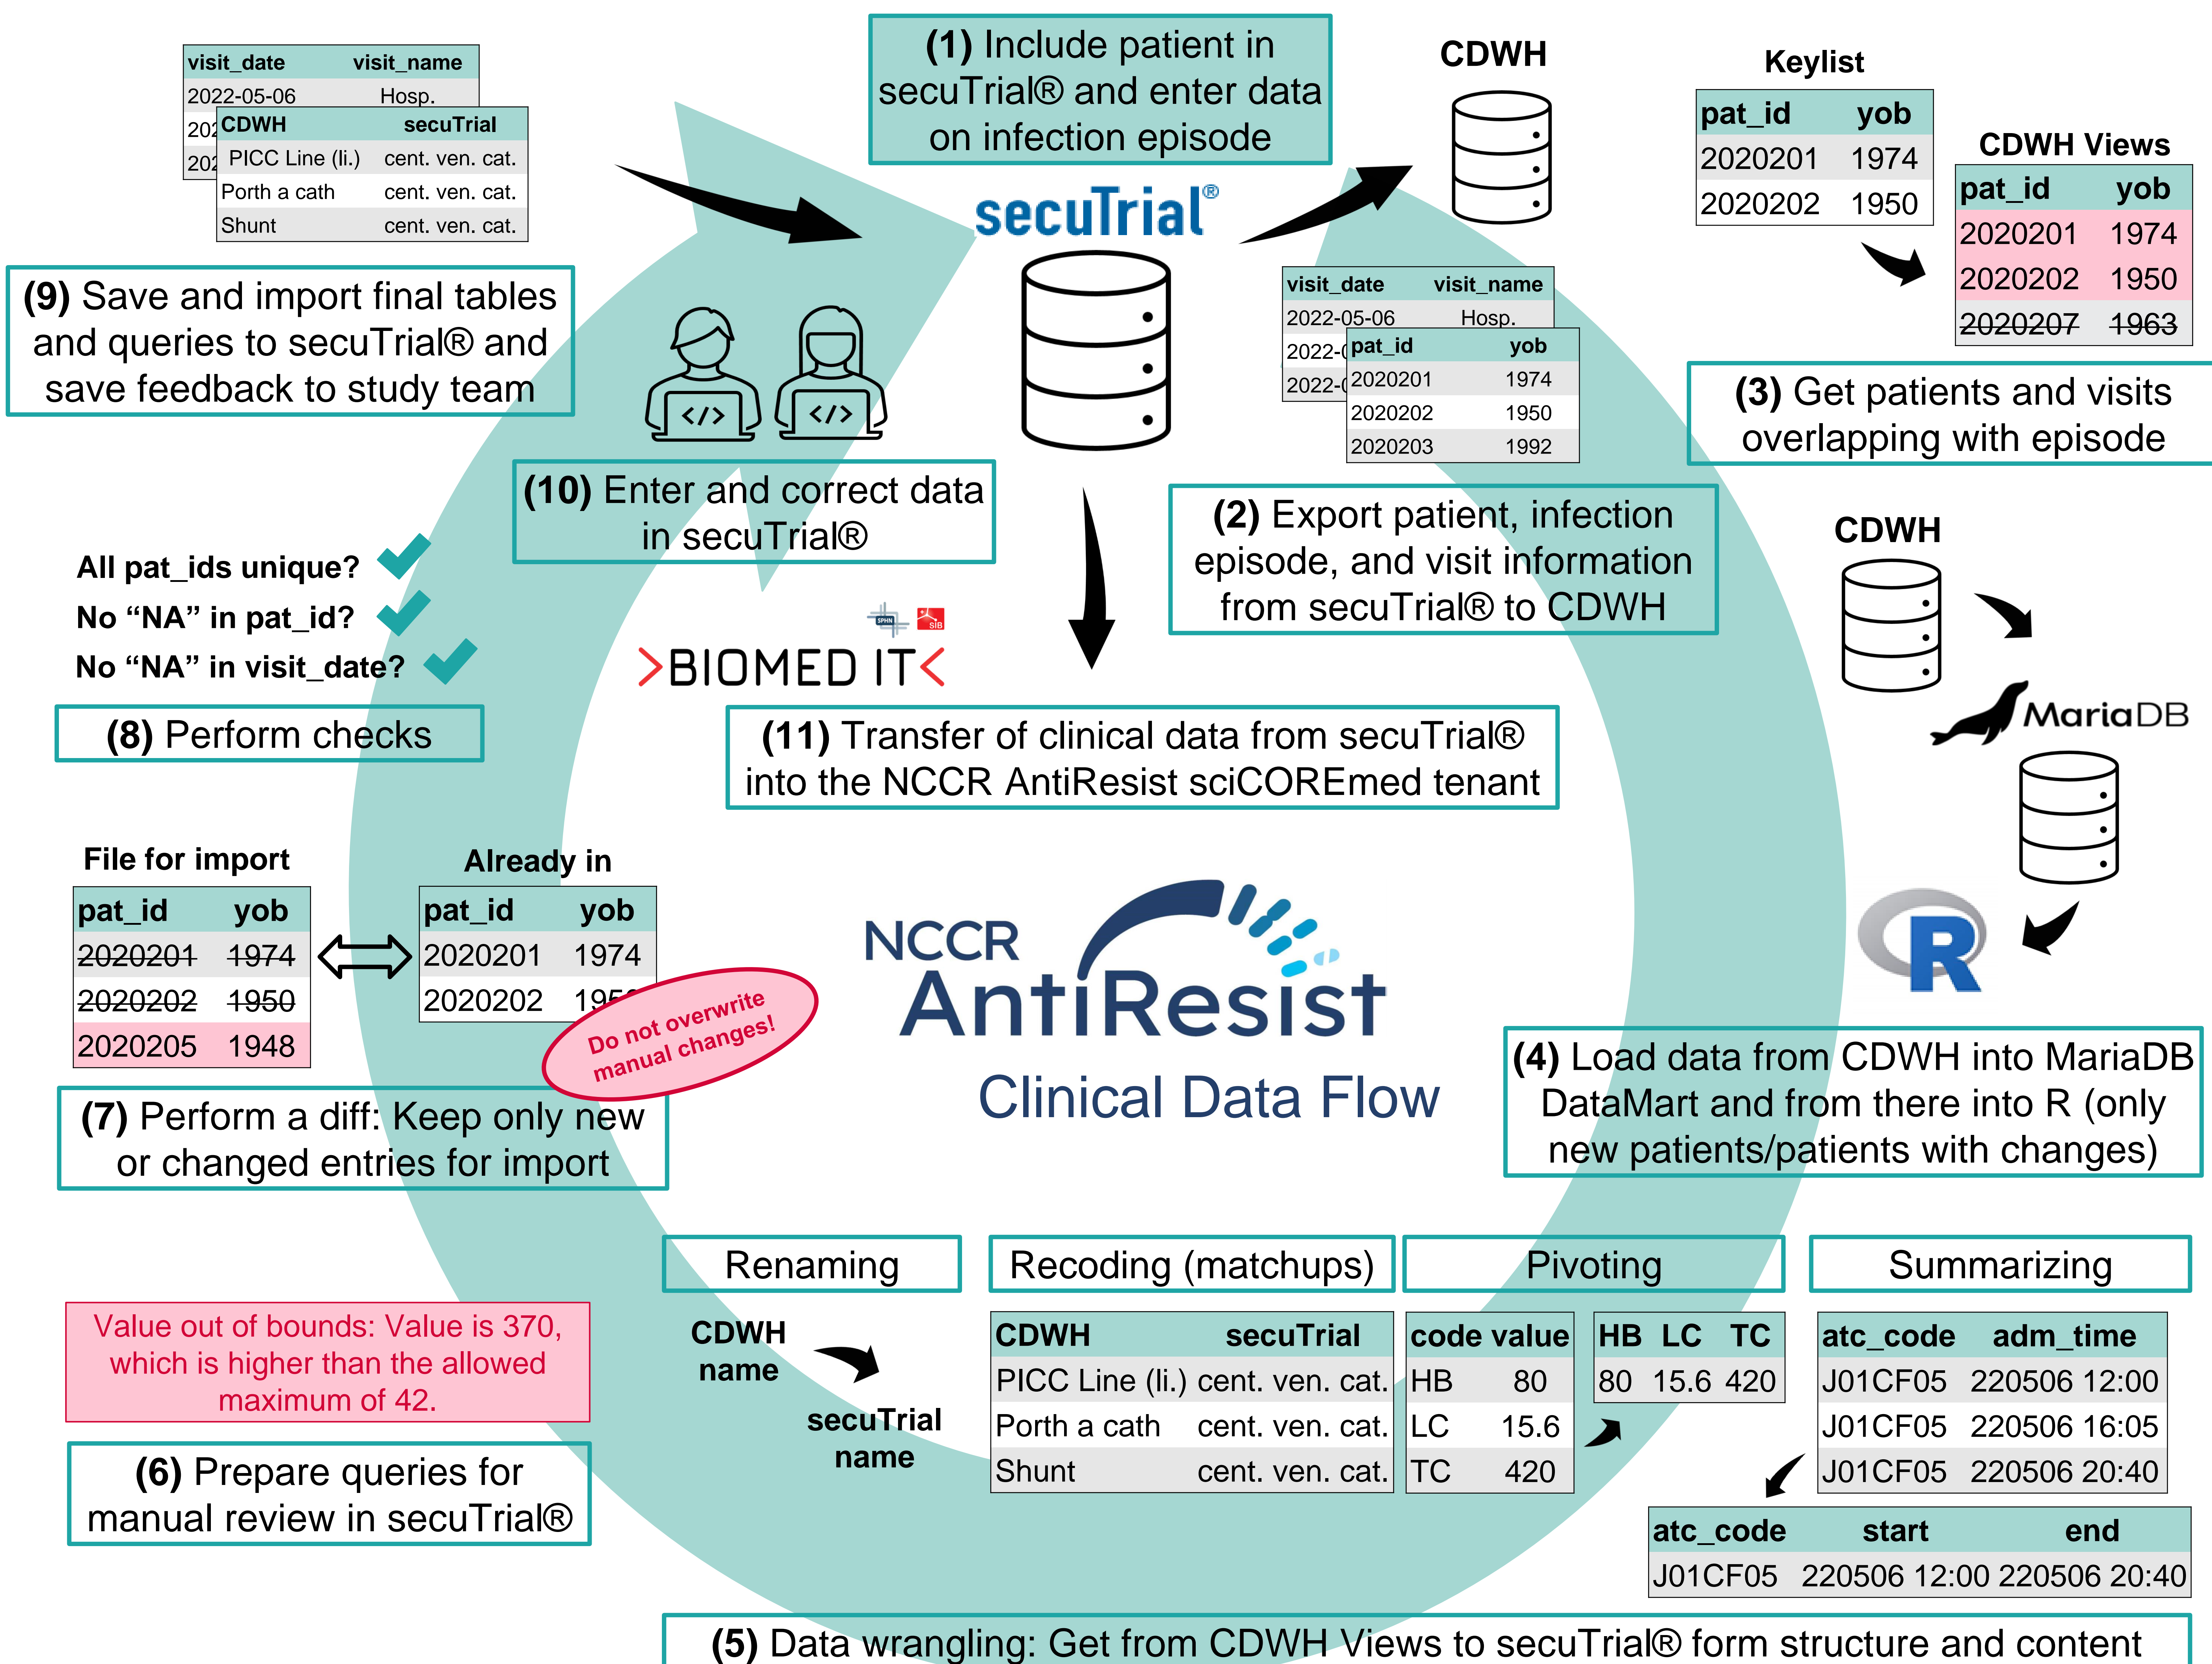 (1) Include patient in
secuTrial® and enter data
on infection episode
secuTrial®
CDWH
visit_date visit_name
2022-05-06 Hosp.
2022-0
2022-0
pat_id yob
2020201 1974
2020202 1950
2020203 1992
(2) Export patient, infection
episode, and visit information
from secuTrial® to CDWH
Keylist
pat_id yob
2020201 1974
2020202 1950
CDWH Views
pat_id yob
2020201 1974
2020202 1950
2020207 1963
(3) Get patients and visits
overlapping with episode
CDWH
MariaDB
R
(4) Load data from CDWH into MariaDB
DataMart and from there into R (only
new patients/patients with changes)
Renaming
CDWH
name
secuTrial
name
Recoding (matchups)
CDWH secuTrial
PICC Line (li.) cent. ven. cat.
Porth a cath cent. ven. cat.
Shunt cent. ven. cat.
Pivoting
code value
HB 80
LC 15.6
TC 420
HB LC TC
80 15.6 420
Summarizing
atc_code adm_time
J01CF05 220506 12:00
J01CF05 220506 16:05
J01CF05 220506 20:40
atc_code start end
J01CF05 220506 12:00 220506 20:40
(5) Data wrangling: Get from CDWH Views to secuTrial® form structure and content
Value out of bounds: Value is 370,
which is higher than the allowed
maximum of 42.
(6) Prepare queries for
manual review in secuTrial®
File for import
pat_id yob
2020201 1974
2020202 1950
2020205 1948
Already in
pat_id yob
2020201 1974
2020202 195
Do not overwrite
manual changes!
(7) Perform a diff: Keep only new
or changed entries for import
All pat_ids unique?
No “NA” in pat_id?
No “NA” in visit_date?
(8) Perform checks
visit_date visit_name
2022-05-06 Hosp.
202
202
CDWH secuTrial
PICC Line (li.) cent. ven. cat.
Porth a cath cent. ven. cat.
Shunt cent. ven. cat.
(9) Save and import final tables
and queries to secuTrial® and
save feedback to study team
</>
</>
(10) Enter and correct data
in secuTrial®
SPHN
SIB
>BIOMED IT<
(11) Transfer of clinical data from secuTrial®
into the NCCR AntiResist sciCOREmed tenant
NCCR
AntiResist
Clinical Data Flow